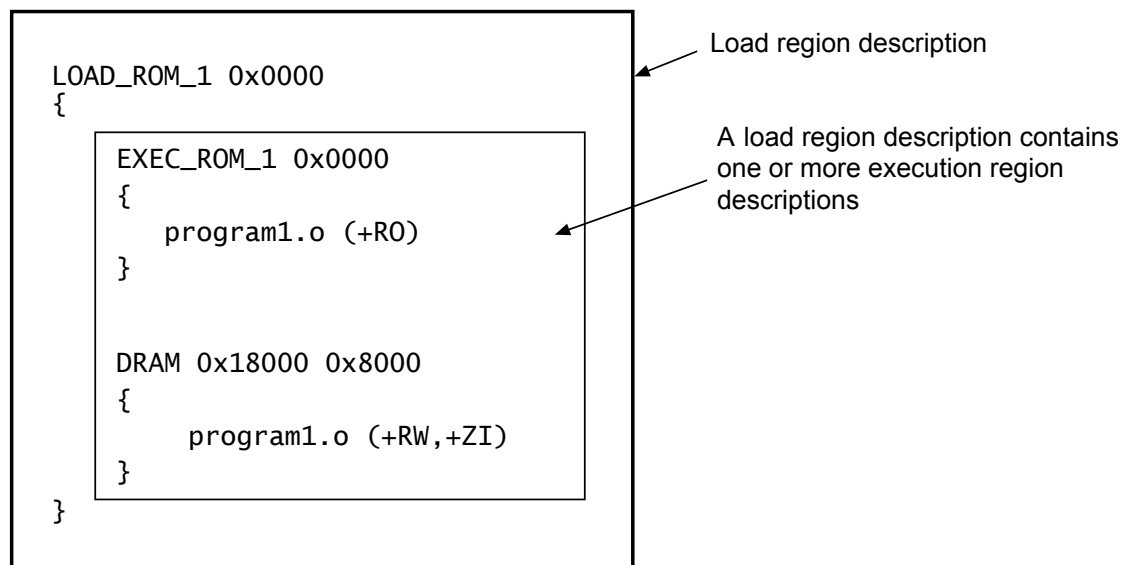 LOAD_ROM_1 0x0000
{
EXEC_ROM_1 0x0000
{
program1.o (+RO)
}
DRAM 0x18000 0x8000
{
program1.o (+RW,+ZI)
}
}
Load region description
A load region description contains
one or more execution region
descriptions